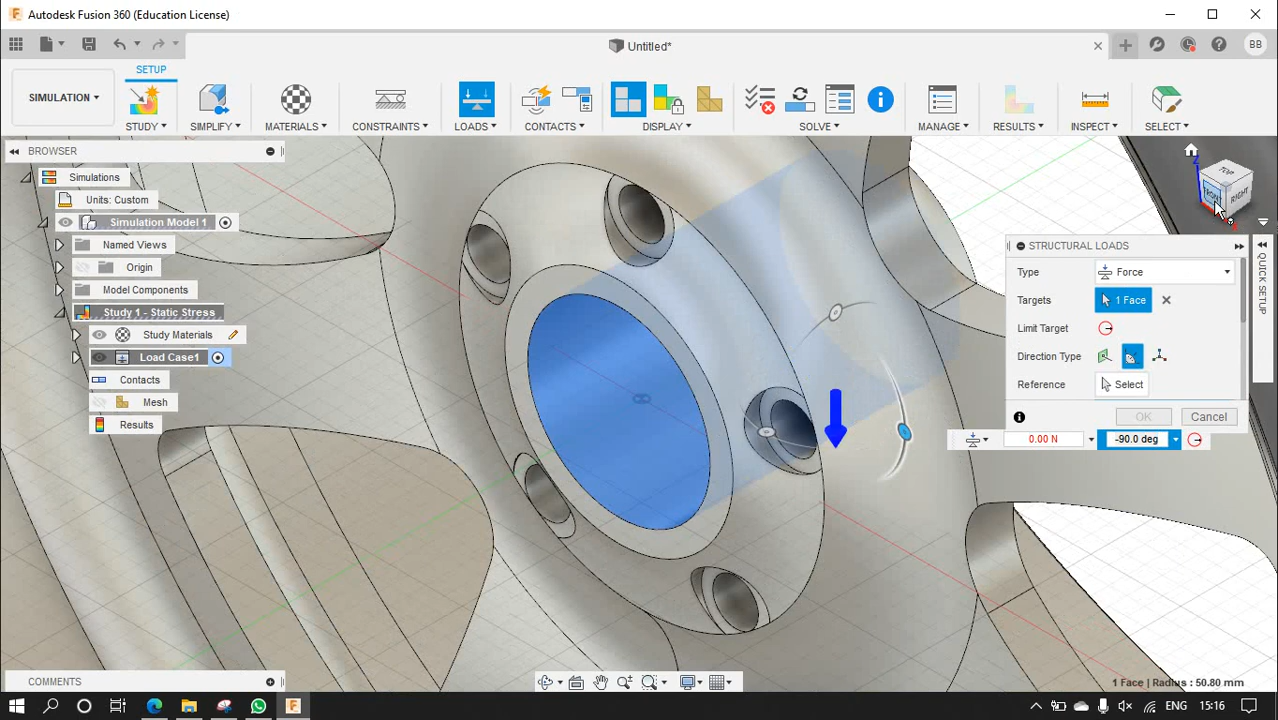 Autodesk Fusion 360 (Education License)
Untitled*
BB
SIMULATION
SETUP
STUDY
SIMPLIFY
MATERIALS
CONSTRAINTS
LOADS
CONTACTS
DISPLAY
SOLVE
MANAGE
RESULTS
INSPECT
SELECT
BROWSER
Simulations
Units: Custom
Simulation Model 1
Named Views
Origin
Model Components
Study 1 - Static Stress
Study Materials
Load Case1
Contacts
Mesh
Results
Z
TOP
FRONT
RIGHT
STRUCTURAL LOADS
Type
Force
Targets
1 Face
Limit Target
Direction Type
Reference
Select
OK
Cancel
0.00 N
-90.0 deg
QUICK SETUP
COMMENTS
1 Face | Radius : 50.80 mm
ENG
15:16